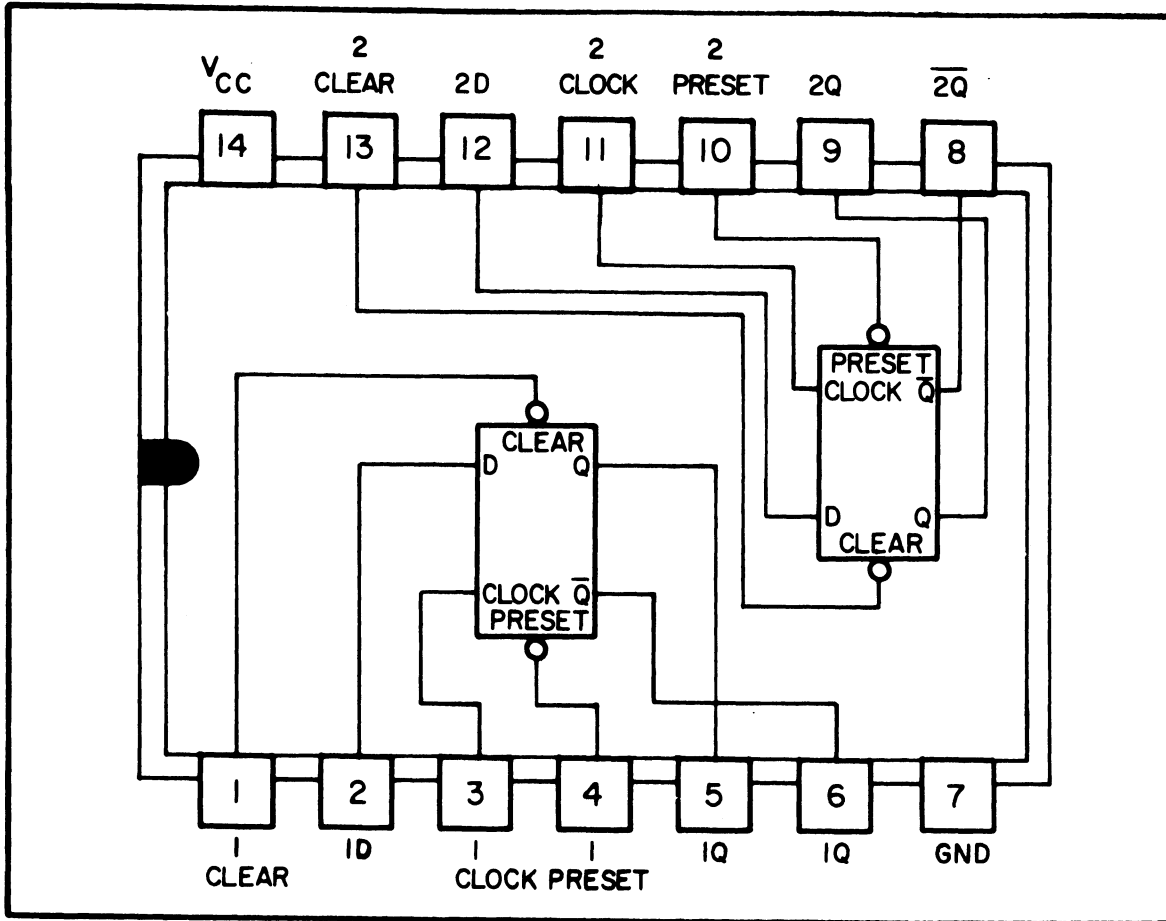 V CC
2 CLEAR
2D
2 CLOCK
2 PRESET
2Q
2Q̅
14 13 12 11 10 9 8
PRESET
CLOCK Q̅
D Q
CLEAR
CLEAR
D Q
CLOCK Q̅
PRESET
1 2 3 4 5 6 7
1 CLEAR
1D
1 CLOCK
1 PRESET
1Q
1Q
GND